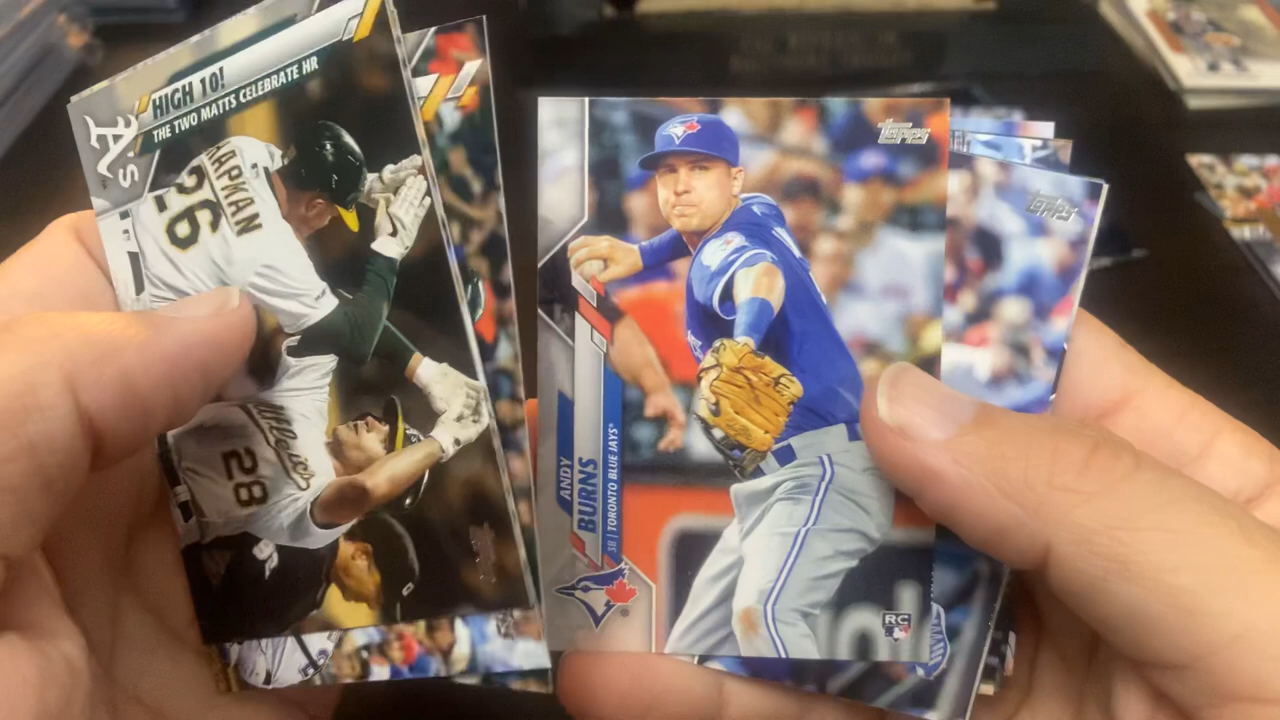 HIGH 10!
THE TWO MATTS CELEBRATE HR
A's
26
Athletics
28
Topps
ANDY
BURNS
3B | TORONTO BLUE JAYS®
RC
Topps